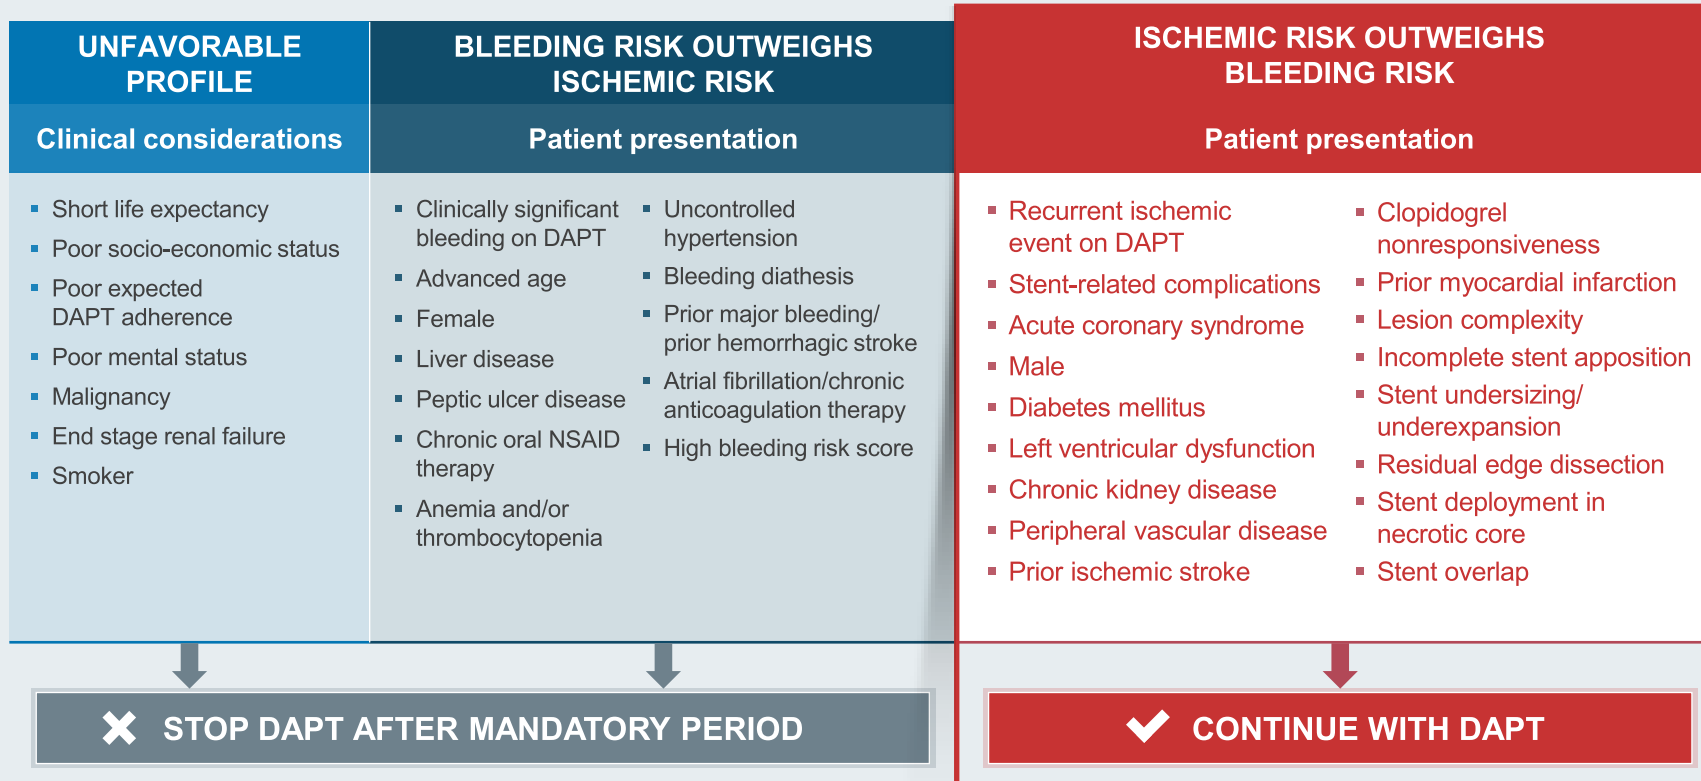 UNFAVORABLE
PROFILE
Clinical considerations
Short life expectancy
Poor socio-economic status
Poor expected
DAPT adherence
Poor mental status
Malignancy
End stage renal failure
Smoker
BLEEDING RISK OUTWEIGHS
ISCHEMIC RISK
Patient presentation
Clinically significant
bleeding on DAPT
Advanced age
Female
Liver disease
Peptic ulcer disease
Chronic oral NSAID
therapy
Anemia and/or
thrombocytopenia
Uncontrolled
hypertension
Bleeding diathesis
Prior major bleeding/
prior hemorrhagic stroke
Atrial fibrillation/chronic
anticoagulation therapy
High bleeding risk score
STOP DAPT AFTER MANDATORY PERIOD
ISCHEMIC RISK OUTWEIGHS
BLEEDING RISK
Patient presentation
Recurrent ischemic
event on DAPT
Stent-related complications
Acute coronary syndrome
Male
Diabetes mellitus
Left ventricular dysfunction
Chronic kidney disease
Peripheral vascular disease
Prior ischemic stroke
Clopidogrel
nonresponsiveness
Prior myocardial infarction
Lesion complexity
Incomplete stent apposition
Stent undersizing/
underexpansion
Residual edge dissection
Stent deployment in
necrotic core
Stent overlap
CONTINUE WITH DAPT